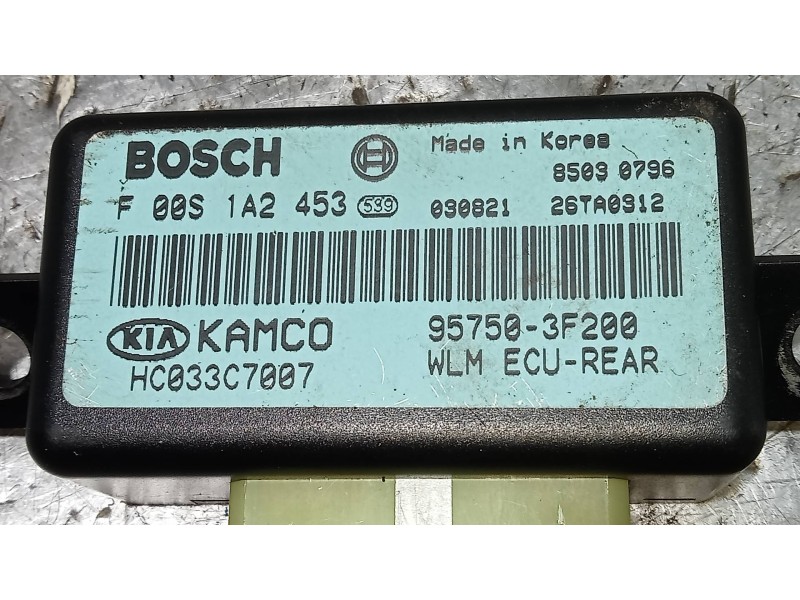 BOSCH Made in Korea
8503 0796
F 00S 1A2 453 539 030821 26TA0312
KIA KAMCO 95750-3F200
HC033C7007 WLM ECU-REAR